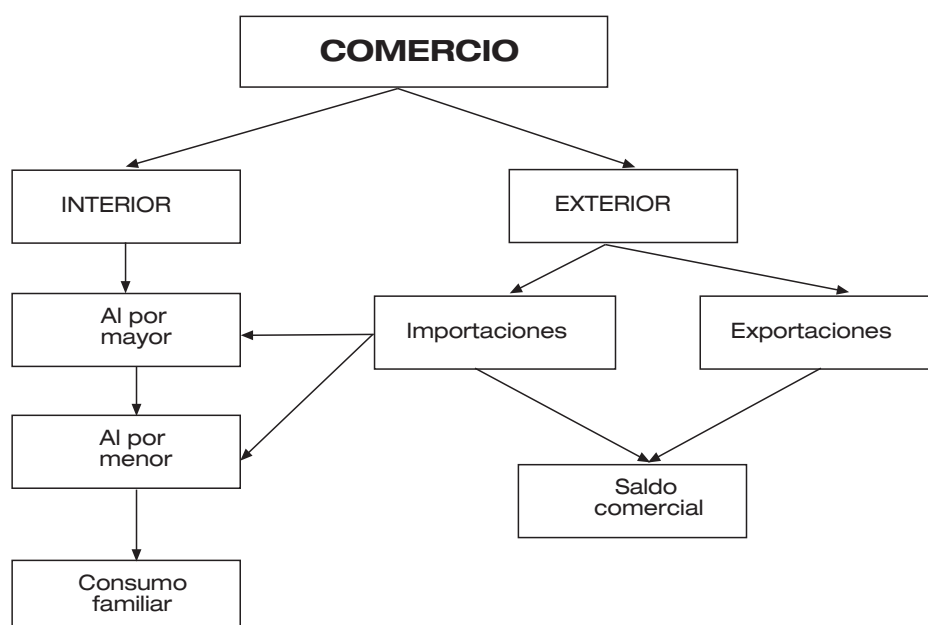 COMERCIO
INTERIOR
EXTERIOR
Al por
mayor
Importaciones
Exportaciones
Al por
menor
Saldo
comercial
Consumo
familiar